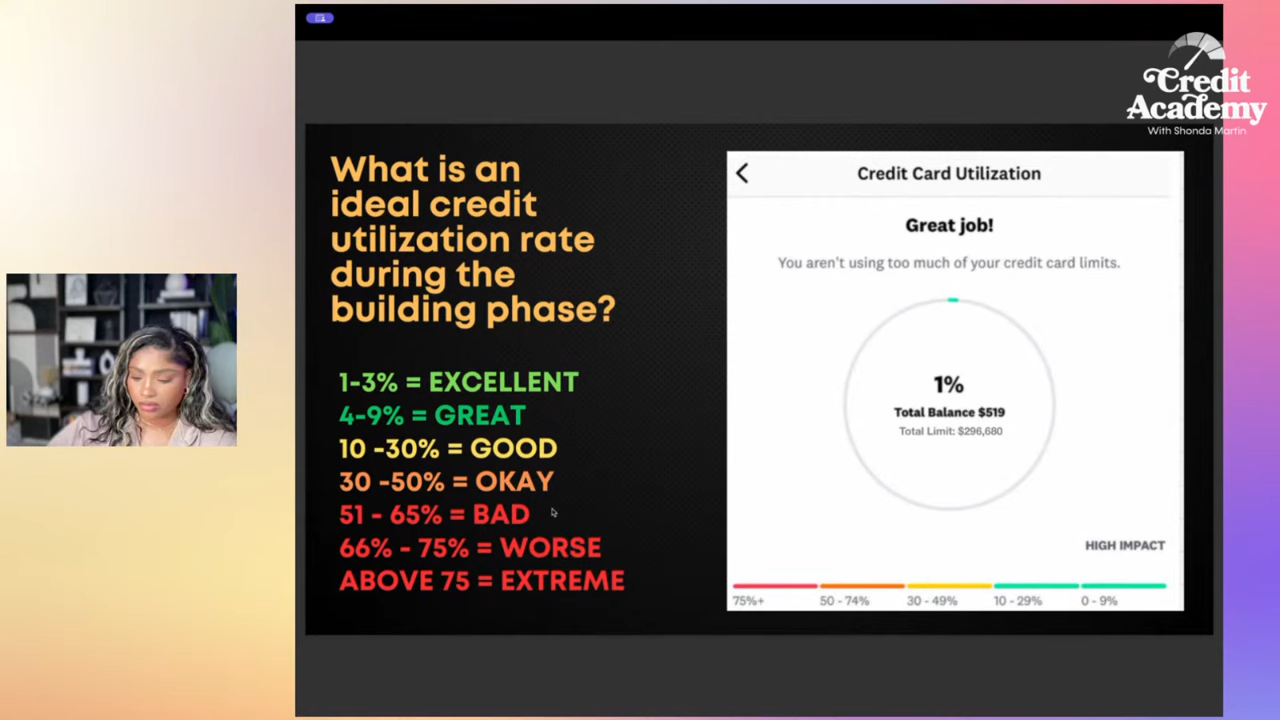 Credit
Academy
With Shonda Martin
What is an
ideal credit
utilization rate
during the
building phase?
1-3% = EXCELLENT
4-9% = GREAT
10 -30% = GOOD
30 -50% = OKAY
51 - 65% = BAD
66% - 75% = WORSE
ABOVE 75 = EXTREME
Credit Card Utilization
Great job!
You aren't using too much of your credit card limits.
1%
Total Balance $519
Total Limit: $296,680
HIGH IMPACT
75%+ 50 - 74% 30 - 49% 10 - 29% 0 - 9%